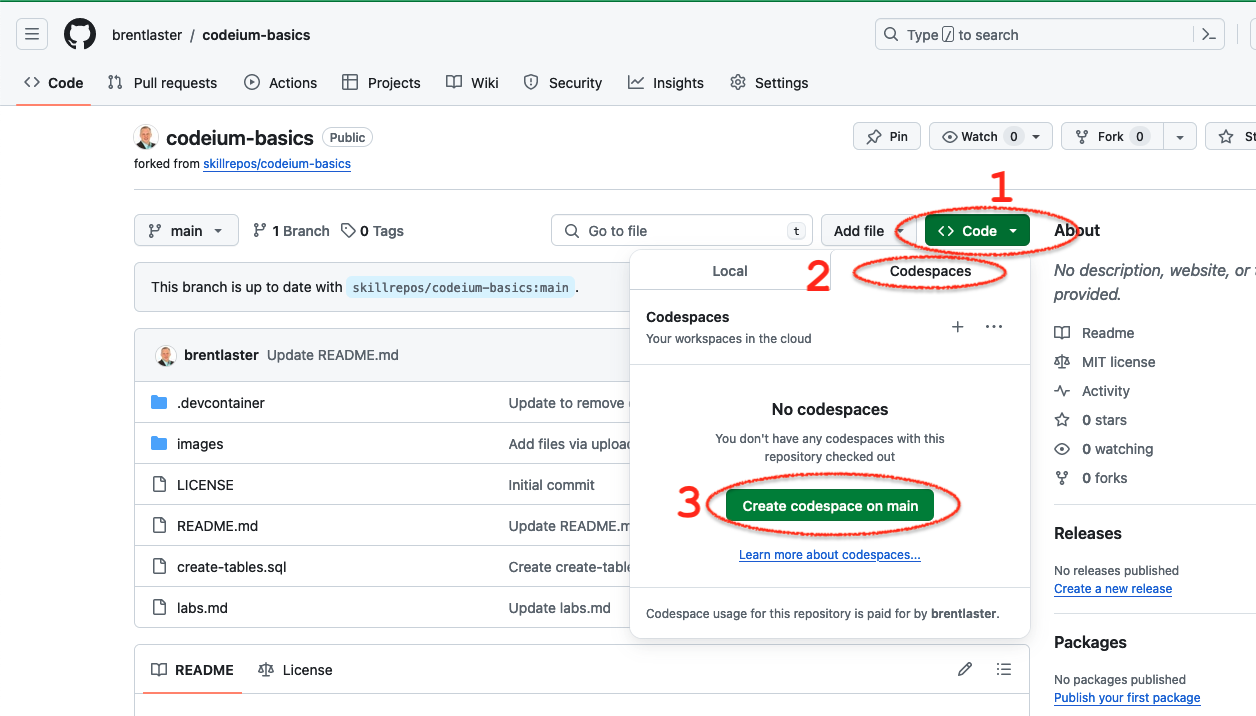 brentlaster / codeium-basics
Type / to search
Code
Pull requests
Actions
Projects
Wiki
Security
Insights
Settings
codeium-basics Public
forked from skillrepos/codeium-basics
Pin
Watch 0
Fork 0
St
1
main
1 Branch
0 Tags
Go to file t
Add file
Code
About
2
Local
Codespaces
No description, website, or
provided.
This branch is up to date with skillrepos/codeium-basics:main .
Codespaces
Your workspaces in the cloud
Readme
MIT license
Activity
0 stars
0 watching
0 forks
brentlaster Update README.md
.devcontainer Update to remove
images Add files via upload
LICENSE Initial commit
README.md Update README.m
create-tables.sql Create create-table
labs.md Update labs.md
No codespaces
You don't have any codespaces with this
repository checked out
3
Create codespace on main
Learn more about codespaces...
Codespace usage for this repository is paid for by brentlaster.
Releases
No releases published
Create a new release
Packages
No packages published
Publish your first package
README
License